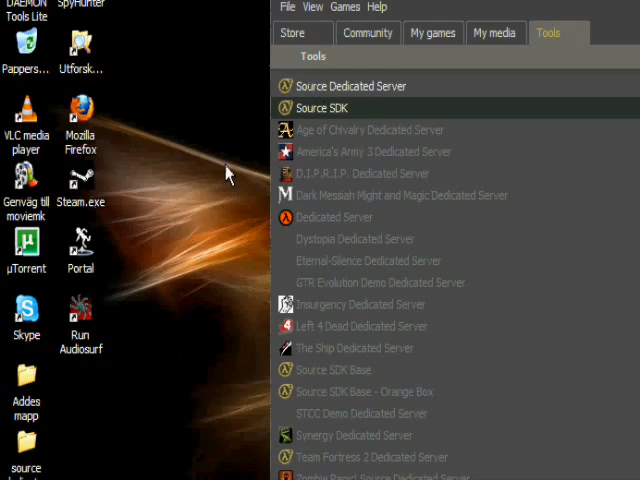 DAEMON
Tools Lite
SpyHunter
Pappers...
Utforsk...
VLC media
player
Mozilla
Firefox
Genväg till
moviemk
Steam.exe
µTorrent
Portal
Skype
Run
Audiosurf
Addes
mapp
source
File View Games Help
Store
Community
My games
My media
Tools
Tools
Source Dedicated Server
Source SDK
Age of Chivalry Dedicated Server
America's Army 3 Dedicated Server
D.I.P.R.I.P. Dedicated Server
Dark Messiah Might and Magic Dedicated Server
Dedicated Server
Dystopia Dedicated Server
Eternal-Silence Dedicated Server
GTR Evolution Demo Dedicated Server
Insurgency Dedicated Server
Left 4 Dead Dedicated Server
The Ship Dedicated Server
Source SDK Base
Source SDK Base - Orange Box
STCC Demo Dedicated Server
Synergy Dedicated Server
Team Fortress 2 Dedicated Server
Zombie Panic! Source Dedicated Server